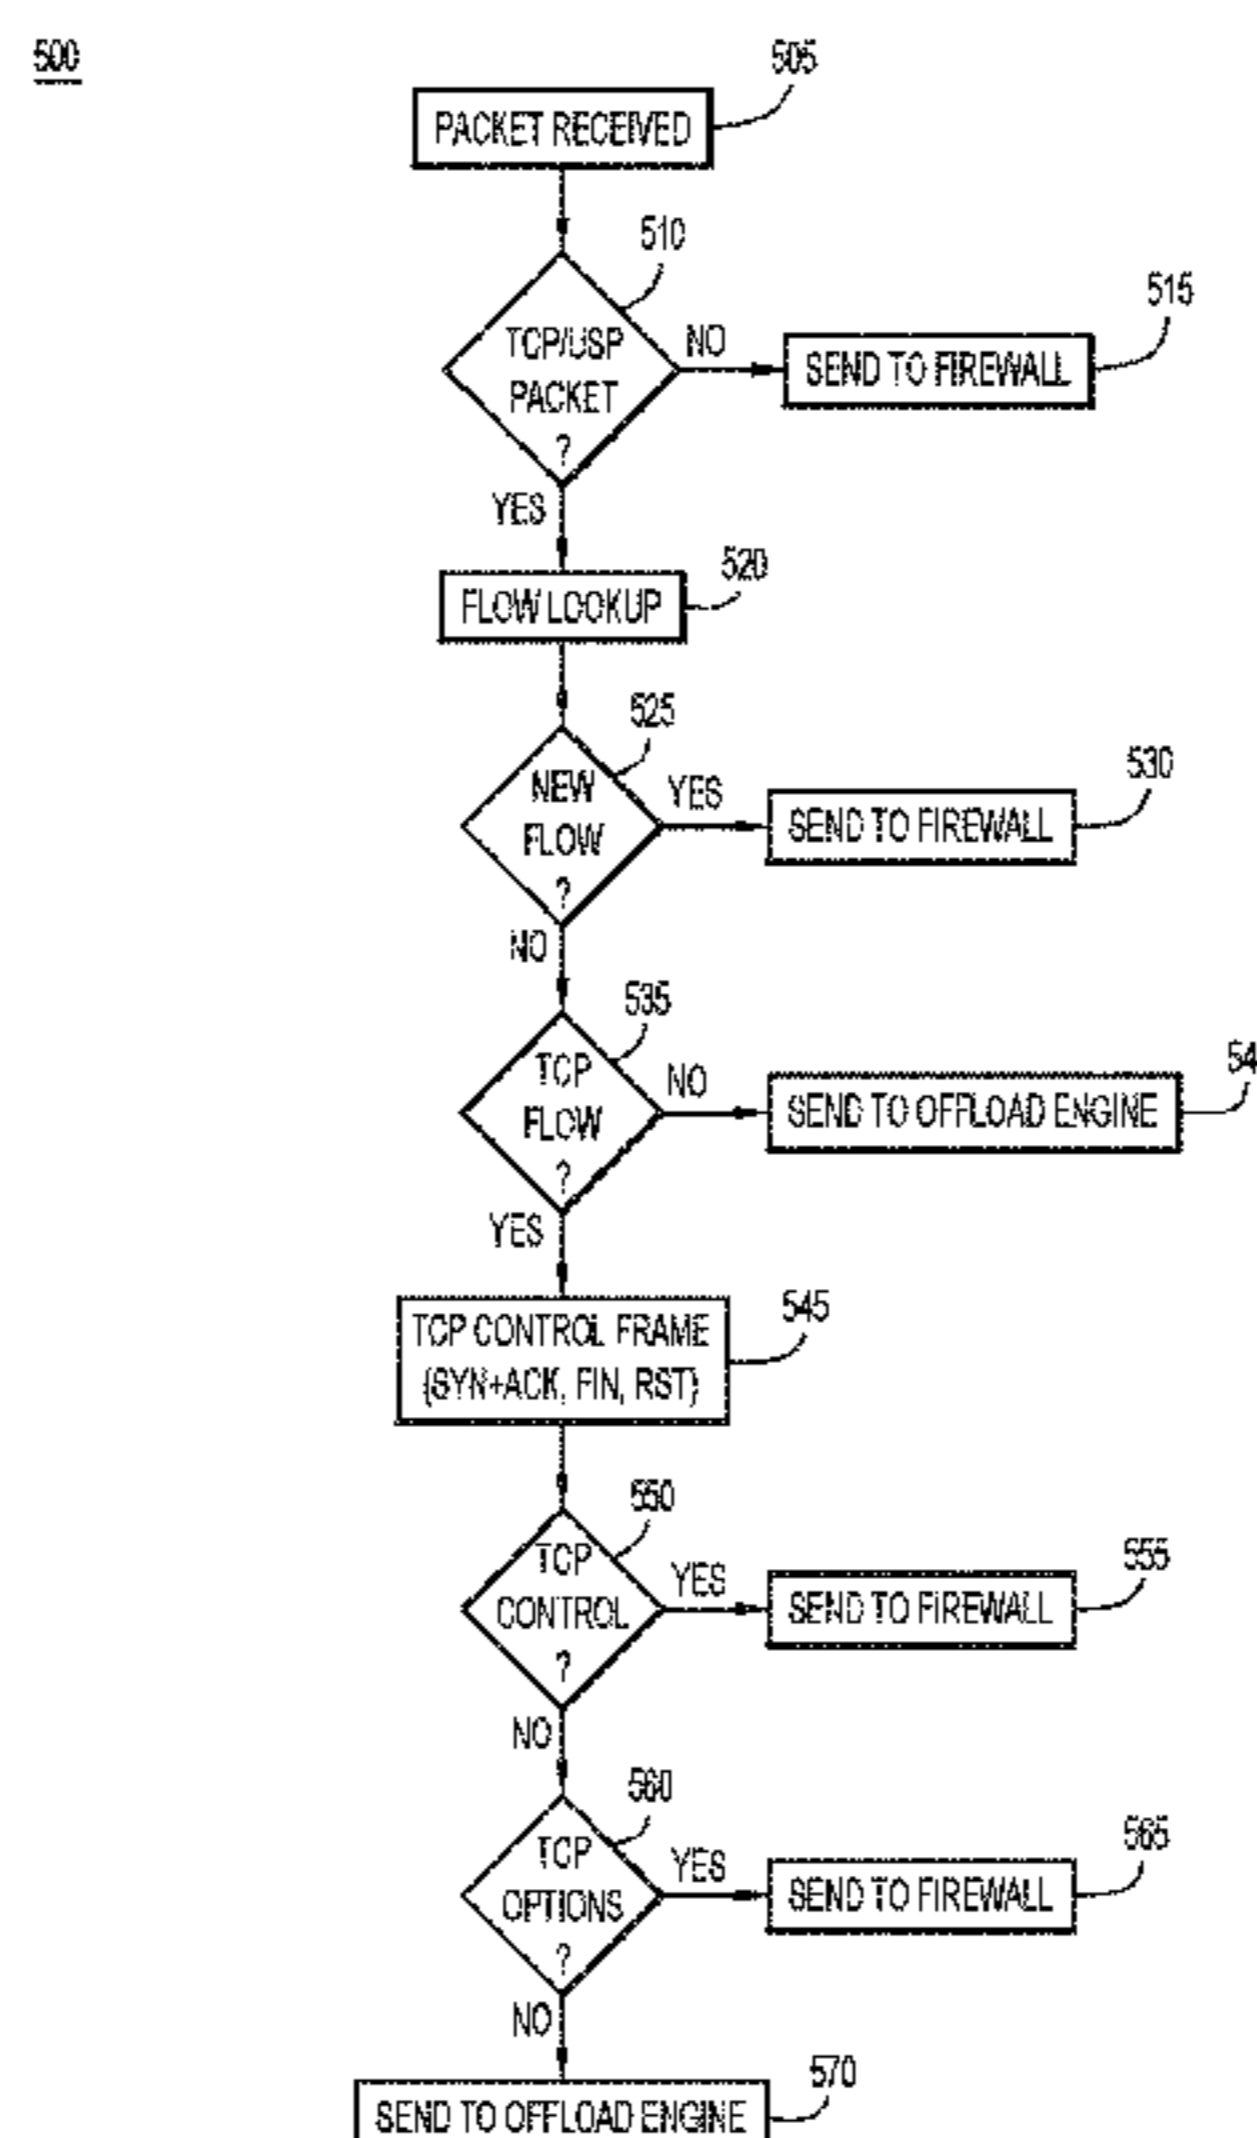 500
505
PACKET RECEIVED
510
TCP/USP
PACKET
?
NO
515
SEND TO FIREWALL
YES
520
FLOW LOOKUP
525
NEW
FLOW
?
YES
530
SEND TO FIREWALL
NO
535
TCP
FLOW
?
NO
54
SEND TO OFFLOAD ENGINE
YES
545
TCP CONTROL FRAME
(SYN+ACK, FIN, RST)
550
TCP
CONTROL
?
YES
555
SEND TO FIREWALL
NO
560
TCP
OPTIONS
?
YES
565
SEND TO FIREWALL
NO
570
SEND TO OFFLOAD ENGINE